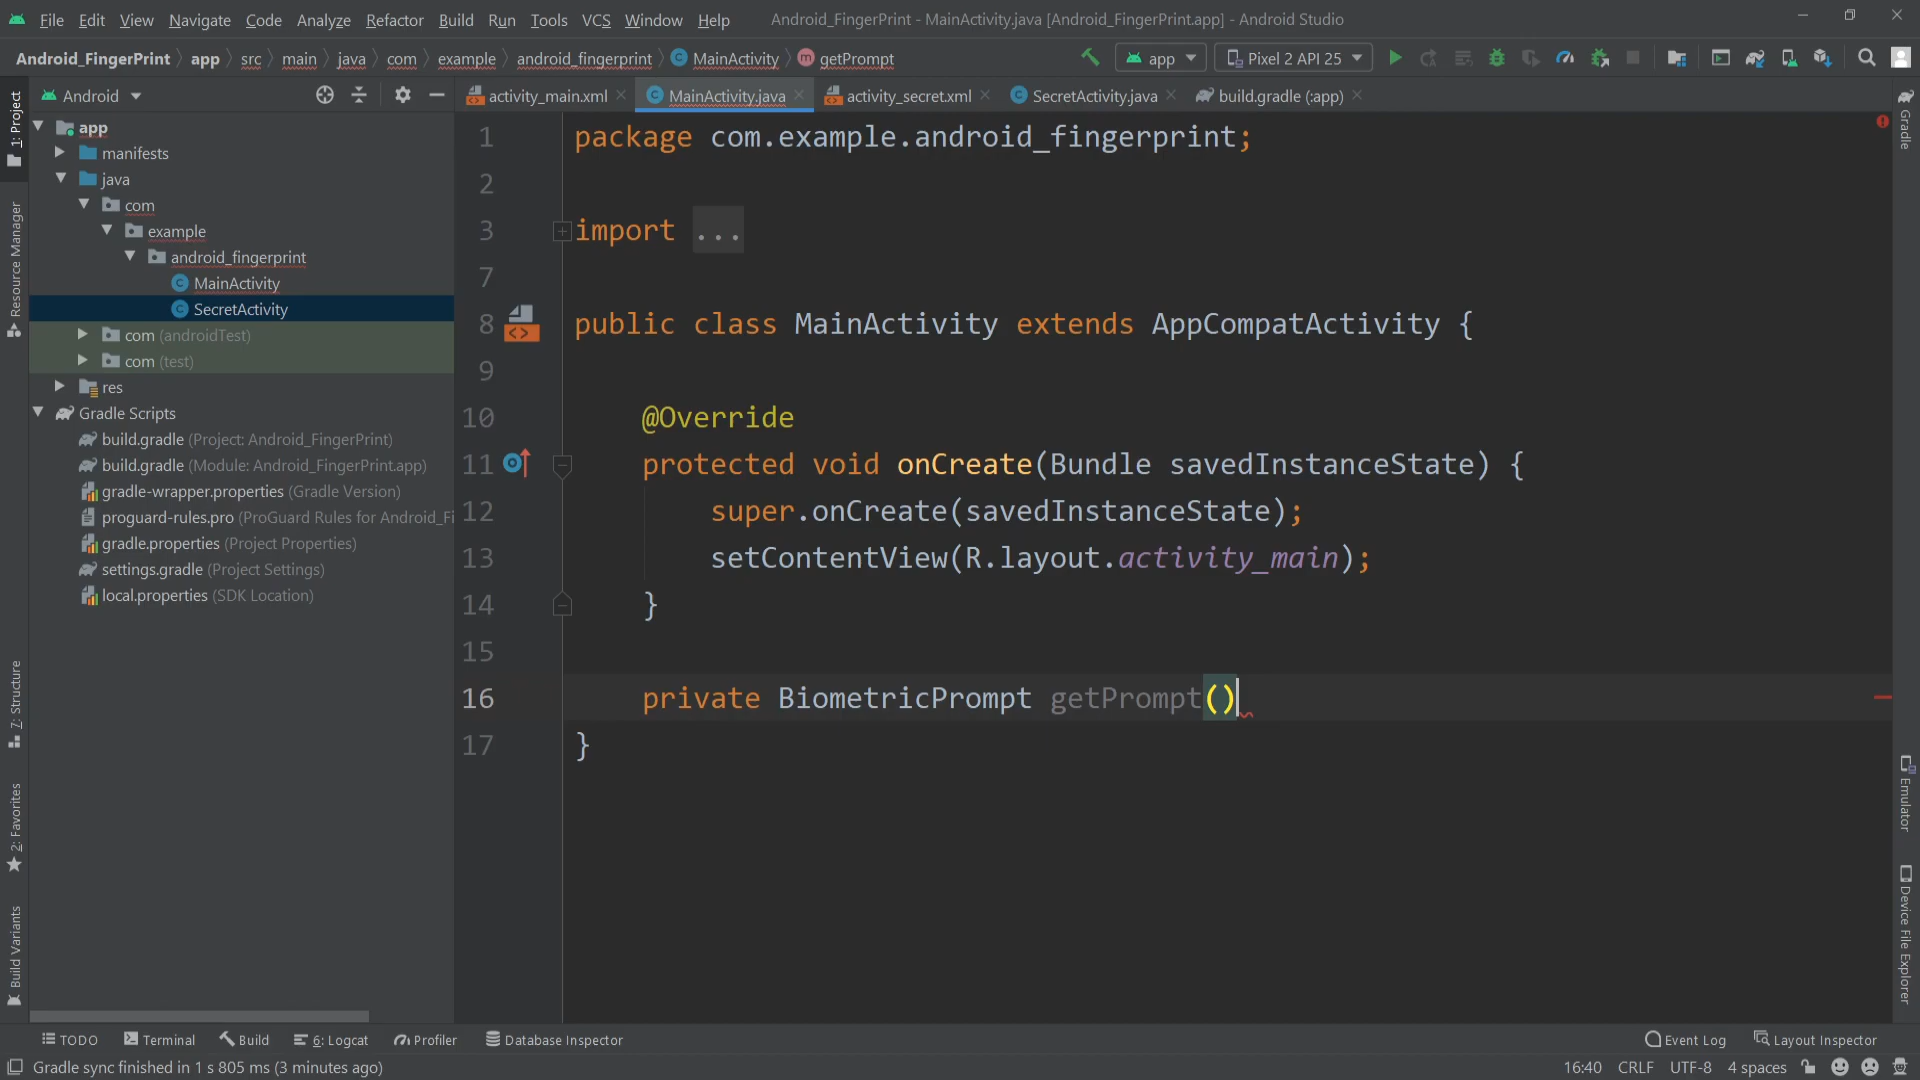 File Edit View Navigate Code Analyze Refactor Build Run Tools VCS Window Help Android_FingerPrint - MainActivity.java [Android_FingerPrint.app] - Android Studio
Android_FingerPrint app src main java com example android_fingerprint MainActivity getPrompt app Pixel 2 API 25
Android activity_main.xml MainActivity.java activity_secret.xml SecretActivity.java build.gradle (:app)
1: Project
Resource Manager
7: Structure
2: Favorites
Build Variants
app
manifests
java
com
example
android_fingerprint
MainActivity
SecretActivity
com (androidTest)
com (test)
res
Gradle Scripts
build.gradle (Project: Android_FingerPrint)
build.gradle (Module: Android_FingerPrint.app)
gradle-wrapper.properties (Gradle Version)
proguard-rules.pro (ProGuard Rules for Android_Fi
gradle.properties (Project Properties)
settings.gradle (Project Settings)
local.properties (SDK Location)
1 package com.example.android_fingerprint;
2
3 import ...
7
8 public class MainActivity extends AppCompatActivity {
9
10 @Override
11 protected void onCreate(Bundle savedInstanceState) {
12 super.onCreate(savedInstanceState);
13 setContentView(R.layout.activity_main);
14 }
15
16 private BiometricPrompt getPrompt()
17 }
Gradle
Emulator
Device File Explorer
TODO Terminal Build 6: Logcat Profiler Database Inspector Event Log Layout Inspector
Gradle sync finished in 1 s 805 ms (3 minutes ago) 16:40 CRLF UTF-8 4 spaces